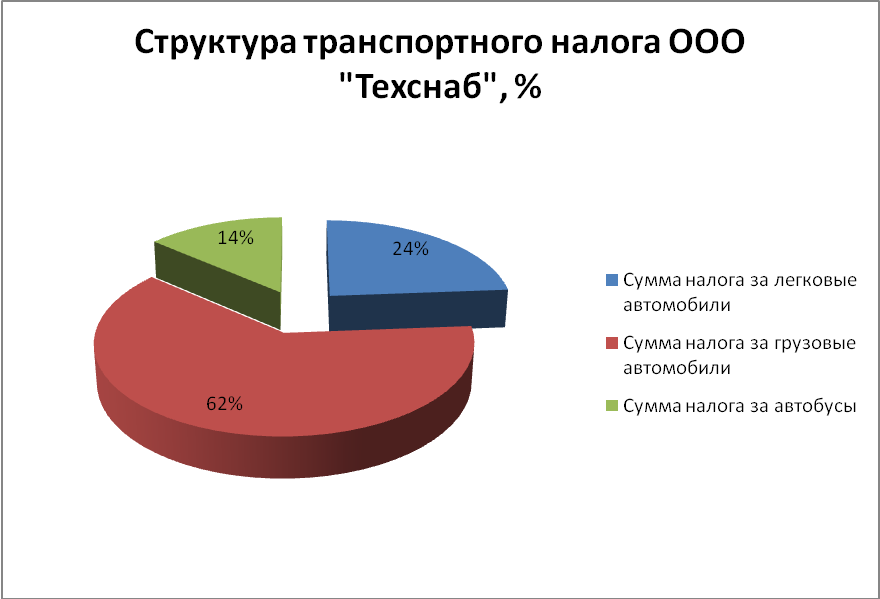 Структура транспортного налога ООО
"Техснаб", %
14%
24%
62%
Сумма налога за легковые
автомобили
Сумма налога за грузовые
автомобили
Сумма налога за автобусы